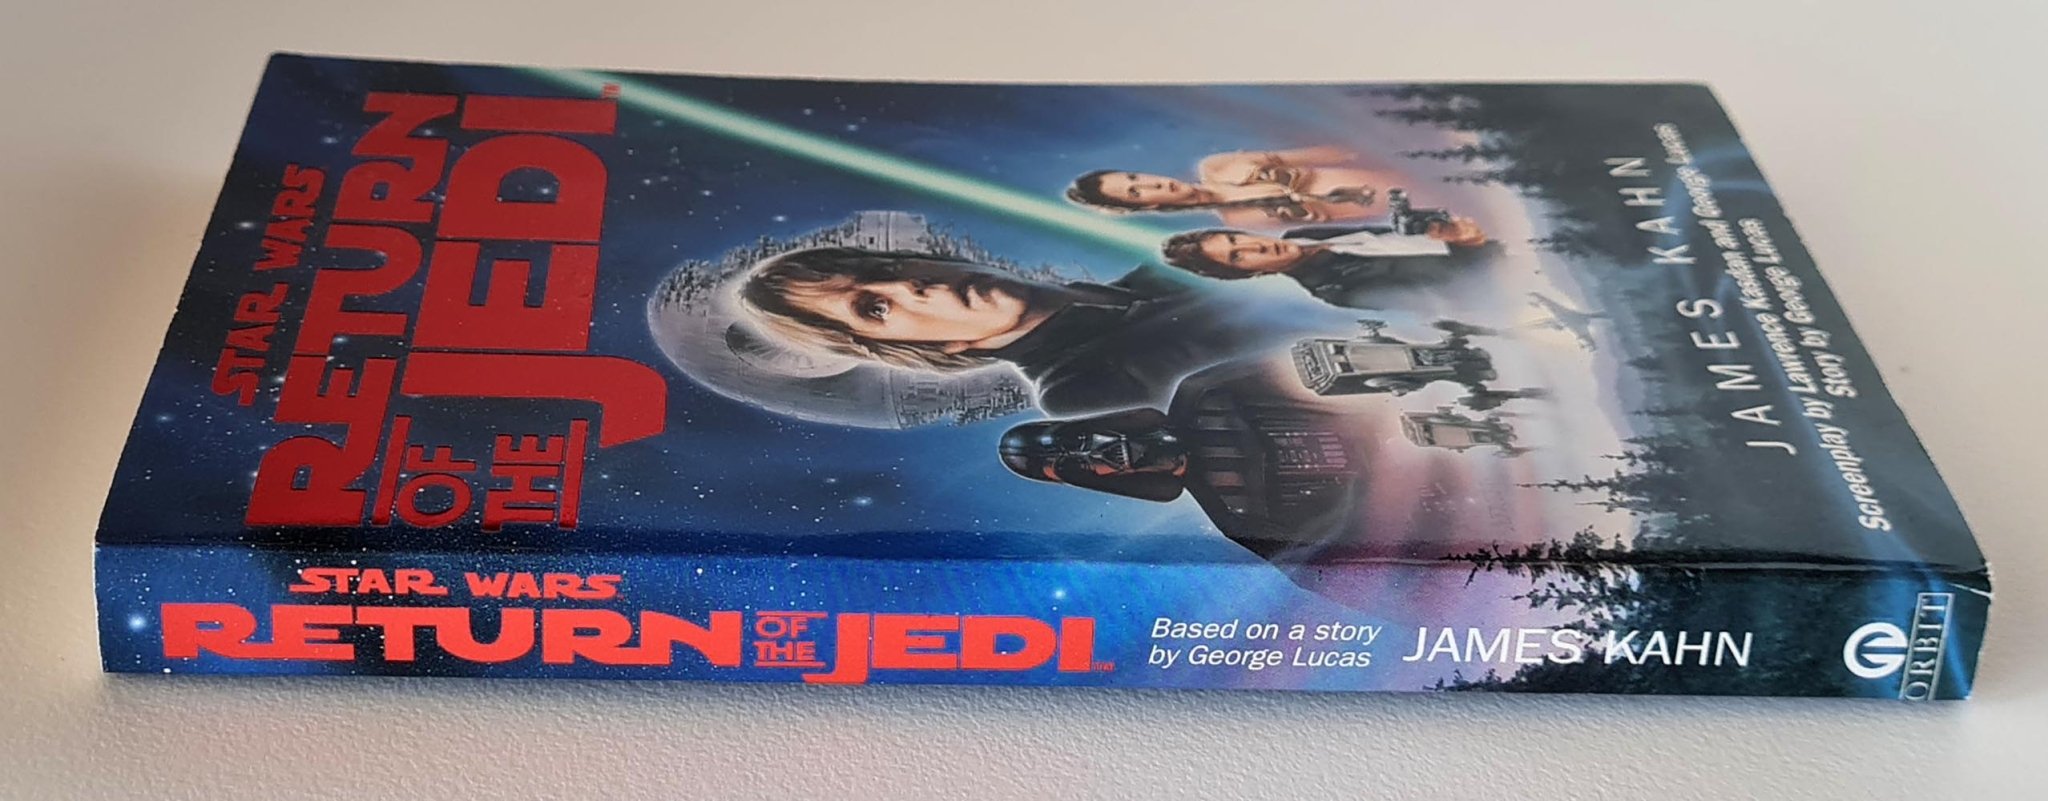 STAR WARS
RETURN
OF
THE
JEDI™
JAMES KAHN
Screenplay by Lawrence Kasdan and George Lucas
Story by George Lucas
STAR WARS
RETURN OF THE JEDI
Based on a story
by George Lucas
JAMES KAHN
ORBIT